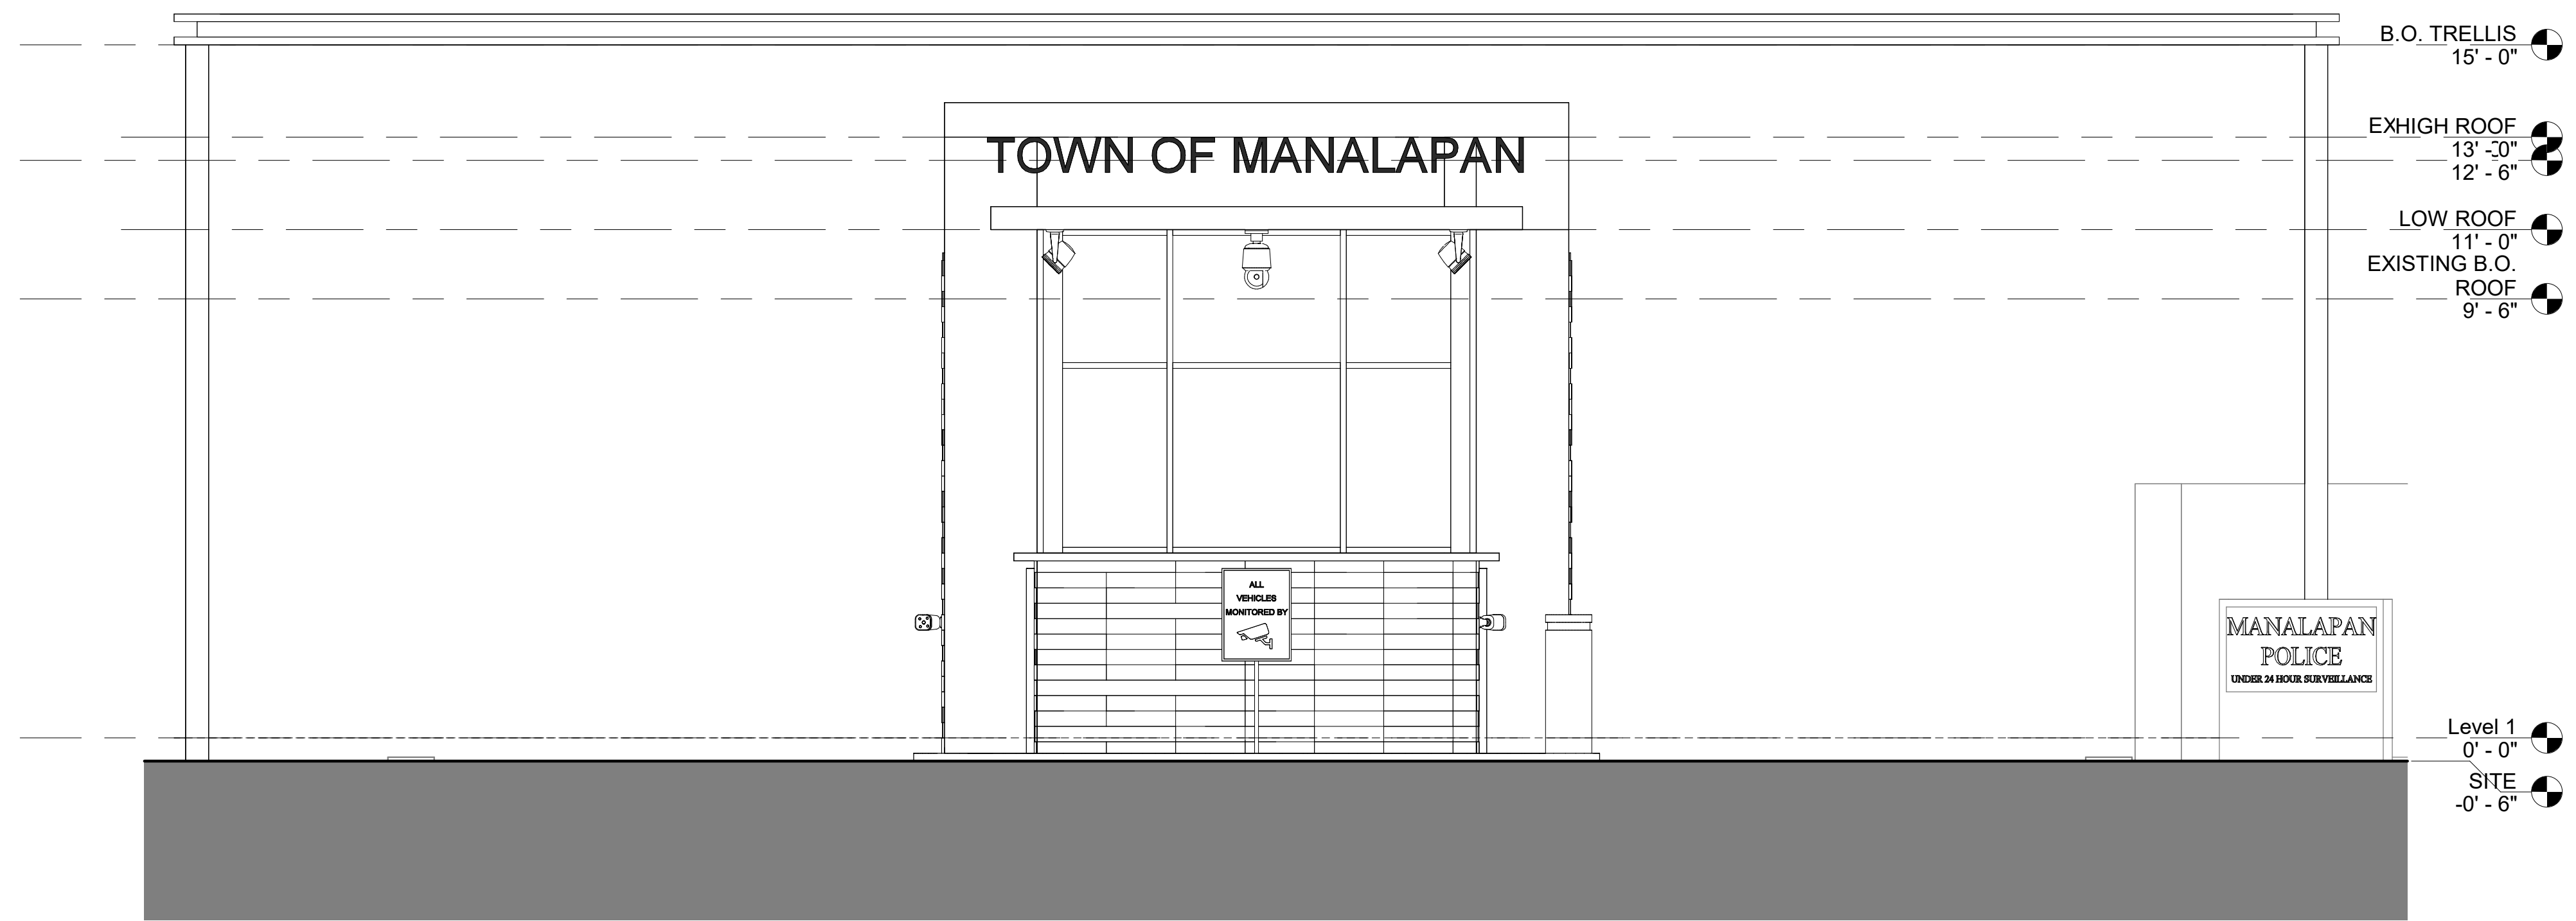 B.O. TRELLIS
15' - 0"
HIGH ROOF
13' - 0"
12' - 6"
LOW ROOF
11' - 0"
EXISTING B.O.
ROOF
9' - 6"
TOWN OF MANALAPAN
ALL
VEHICLES
MONITORED BY
MANALAPAN
POLICE
UNDER 24 HOUR SURVEILLANCE
Level 1
0' - 0"
SITE
-0' - 6"